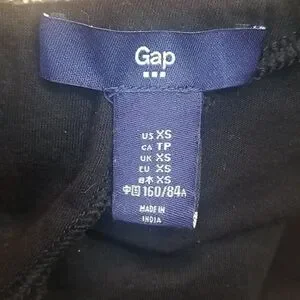 Gap
US XS
CA TP
UK XS
EU XS
日本 XS
中国 160/84A
MADE IN
INDIA